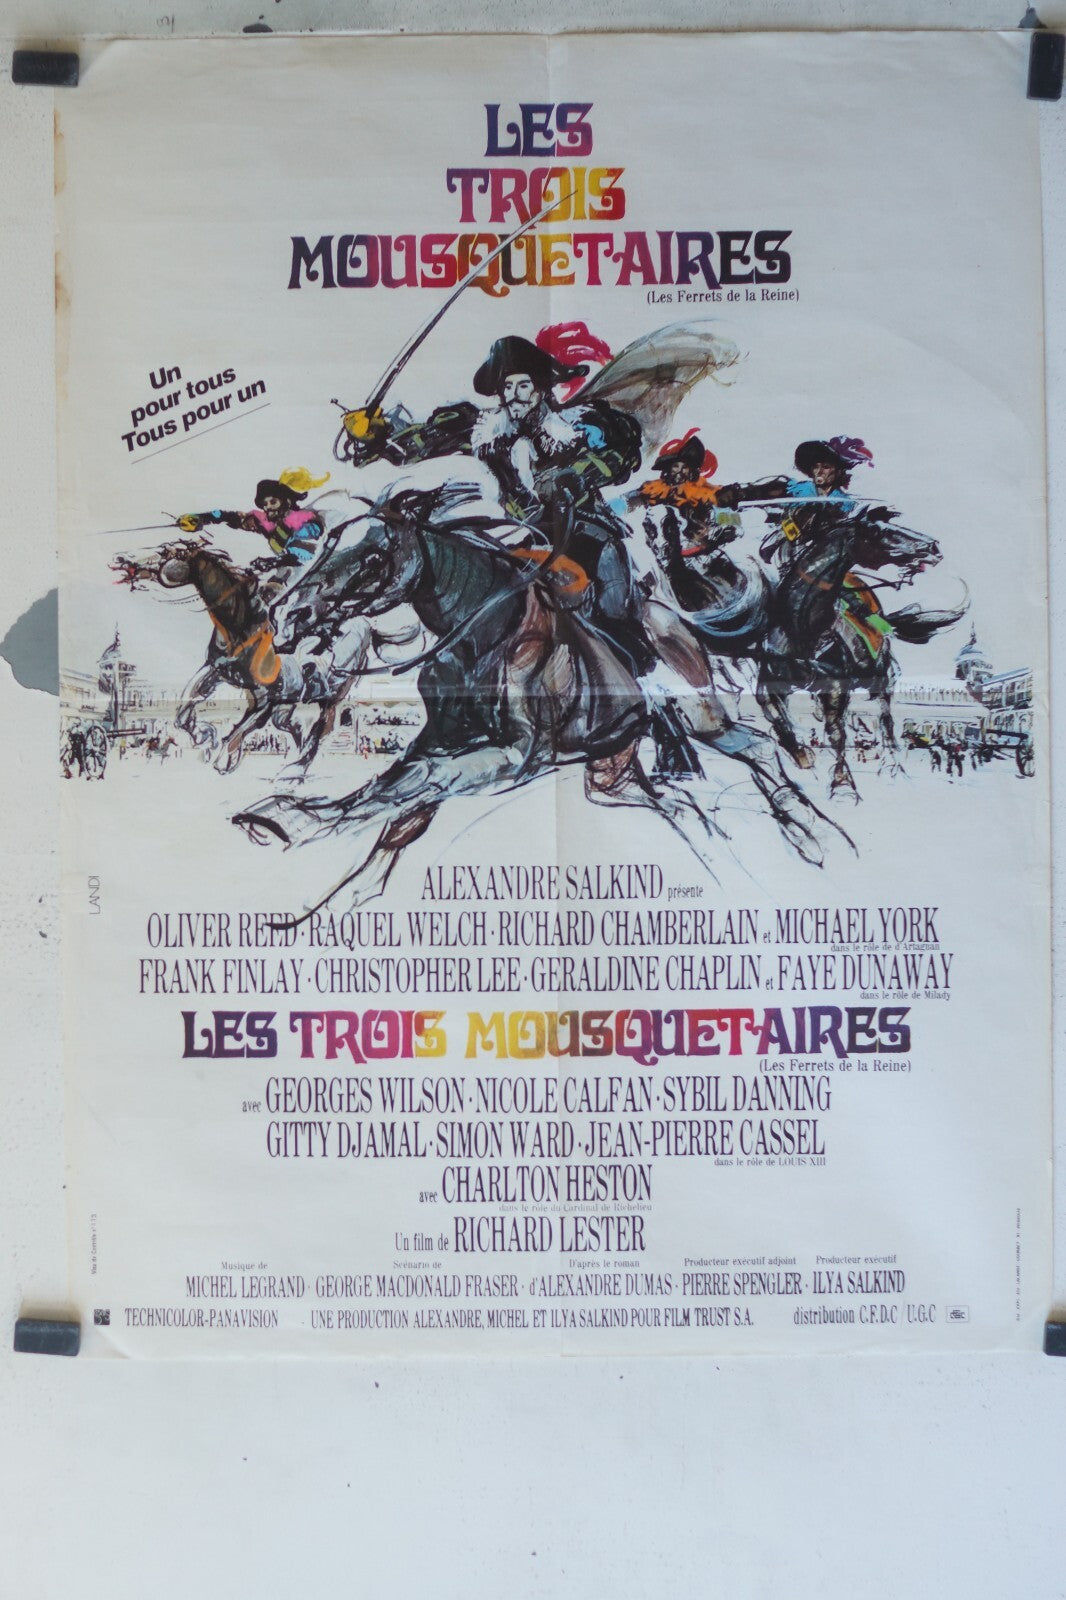 LES
TROIS
MOUSQUETAIRES
(Les Ferrets de la Reine)
Un
pour tous
Tous pour un
LANDI
ALEXANDRE SALKIND présente
OLIVER REED · RAQUEL WELCH · RICHARD CHAMBERLAIN et MICHAEL YORK
dans le rôle de d'Artagnan
FRANK FINLAY · CHRISTOPHER LEE · GERALDINE CHAPLIN et FAYE DUNAWAY
dans le rôle de Milady
LES TROIS MOUSQUETAIRES
(Les Ferrets de la Reine)
avec GEORGES WILSON · NICOLE CALFAN · SYBIL DANNING
GITTY DJAMAL · SIMON WARD · JEAN-PIERRE CASSEL
dans le rôle de LOUIS XIII
avec CHARLTON HESTON
dans le rôle du Cardinal de Richelieu
Un film de RICHARD LESTER
Musique de Scénario de D'après le roman Producteur exécutif adjoint Producteur exécutif
MICHEL LEGRAND · GEORGE MACDONALD FRASER · d'ALEXANDRE DUMAS · PIERRE SPENGLER · ILYA SALKIND
TECHNICOLOR-PANAVISION · UNE PRODUCTION ALEXANDRE, MICHEL ET ILYA SALKIND POUR FILM TRUST S.A. distribution C.F.D.C / U.G.C